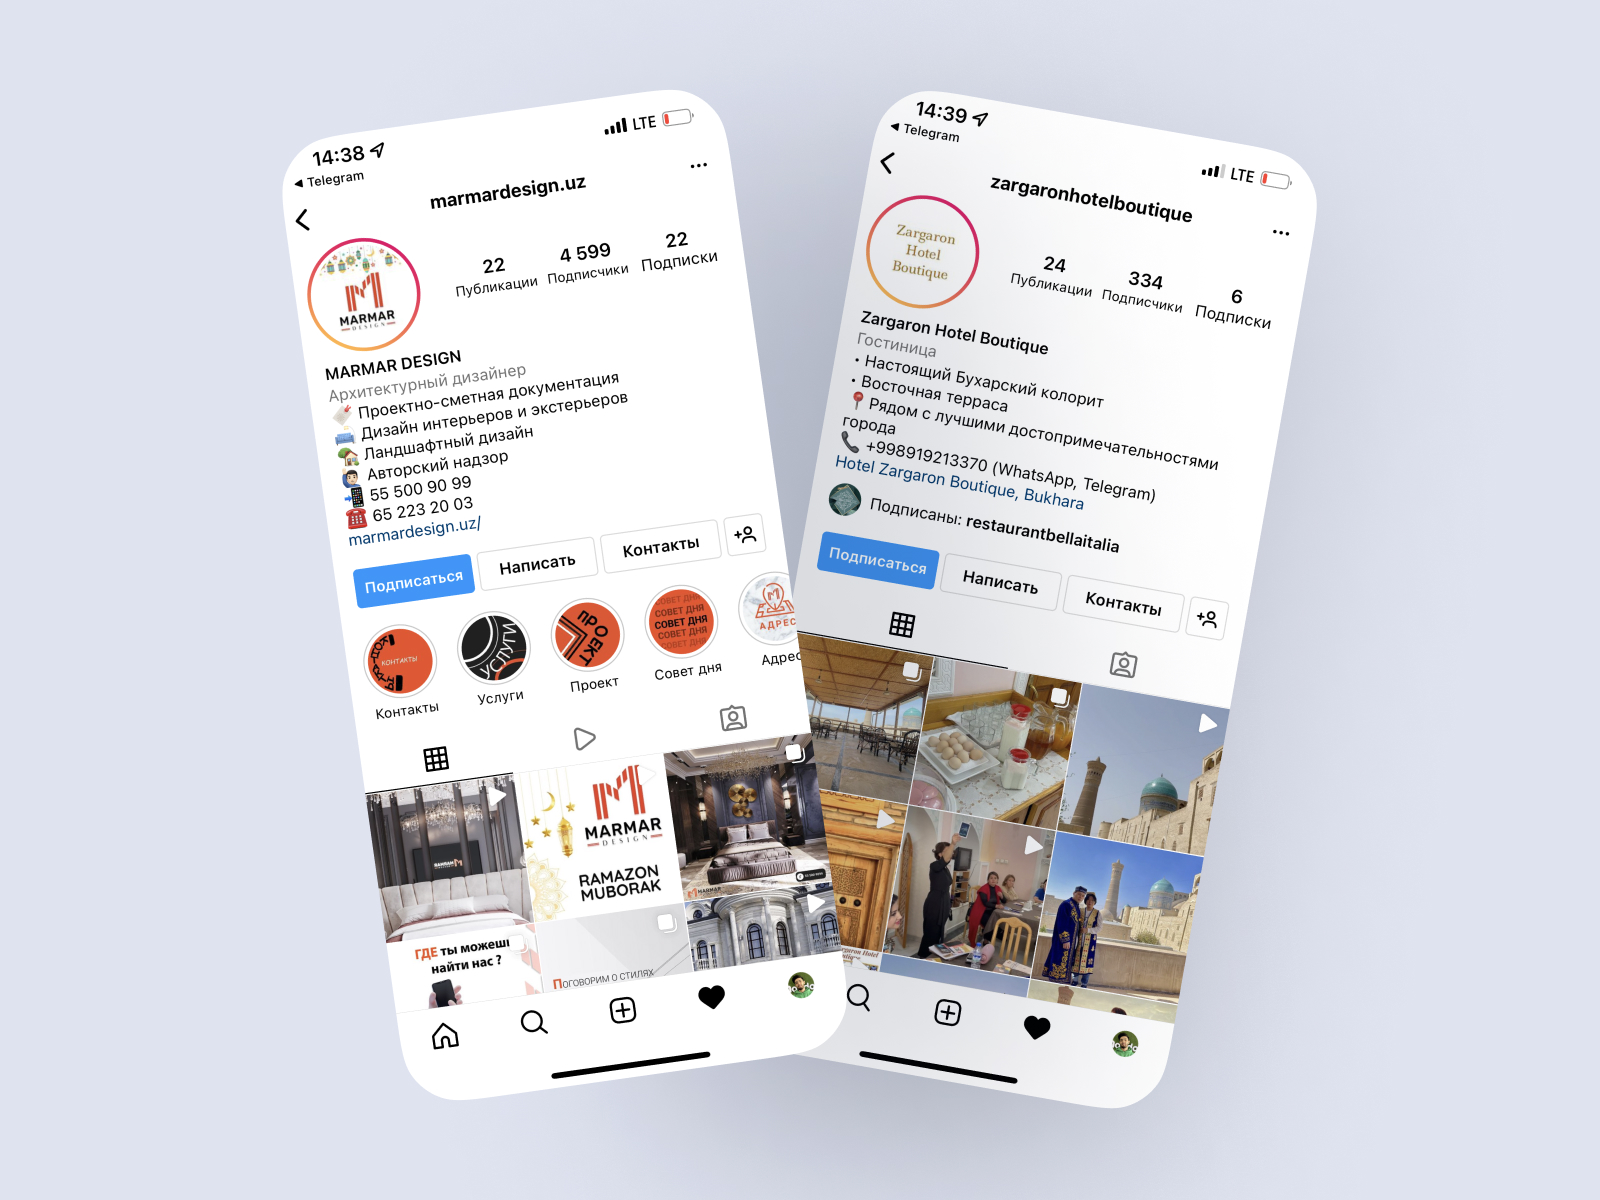 14:38
LTE
Telegram
marmardesign.uz
MARMAR
DESIGN
22
Публикации
4 599
Подписчики
22
Подписки
MARMAR DESIGN
Архитектурный дизайнер
Проектно-сметная документация
Дизайн интерьеров и экстерьеров
Ландшафтный дизайн
Авторский надзор
55 500 90 99
65 223 20 03
marmardesign.uz/
Подписаться
Написать
Контакты
КОНТАКТЫ
УСЛУГИ
ПРОЕКТ
СОВЕТ ДНЯ
СОВЕТ ДНЯ
СОВЕТ ДНЯ
СОВЕТ ДНЯ
СОВЕТ ДНЯ
АДРЕС
Контакты
Услуги
Проект
Совет дня
Адрес
MARMAR
DESIGN
RAMAZON
MUBORAK
MARMAR
ГДЕ ты можешь
найти нас ?
ПОГОВОРИМ О СТИЛЯХ
14:39
LTE
Telegram
zargaronhotelboutique
Zargaron
Hotel
Boutique
24
Публикации
334
Подписчики
6
Подписки
Zargaron Hotel Boutique
Гостиница
• Настоящий Бухарский колорит
• Восточная терраса
Рядом с лучшими достопримечательностями
города
+998919213370 (WhatsApp, Telegram)
Hotel Zargaron Boutique, Bukhara
Подписаны: restaurantbellaitalia
Подписаться
Написать
Контакты